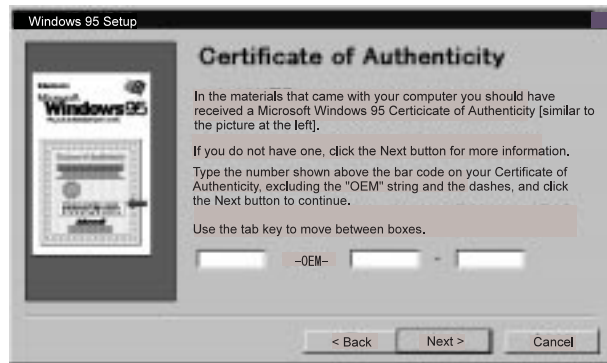 Windows 95 Setup
Certificate of Authenticity
Microsoft
Windows 95
In the materials that came with your computer you should have
received a Microsoft Windows 95 Certicicate of Authenticity [similar to
the picture at the left].
If you do not have one, click the Next button for more information.
Type the number shown above the bar code on your Certificate of
Authenticity, excluding the "OEM" string and the dashes, and click
the Next button to continue.
Use the tab key to move between boxes.
-OEM- -
< Back Next > Cancel